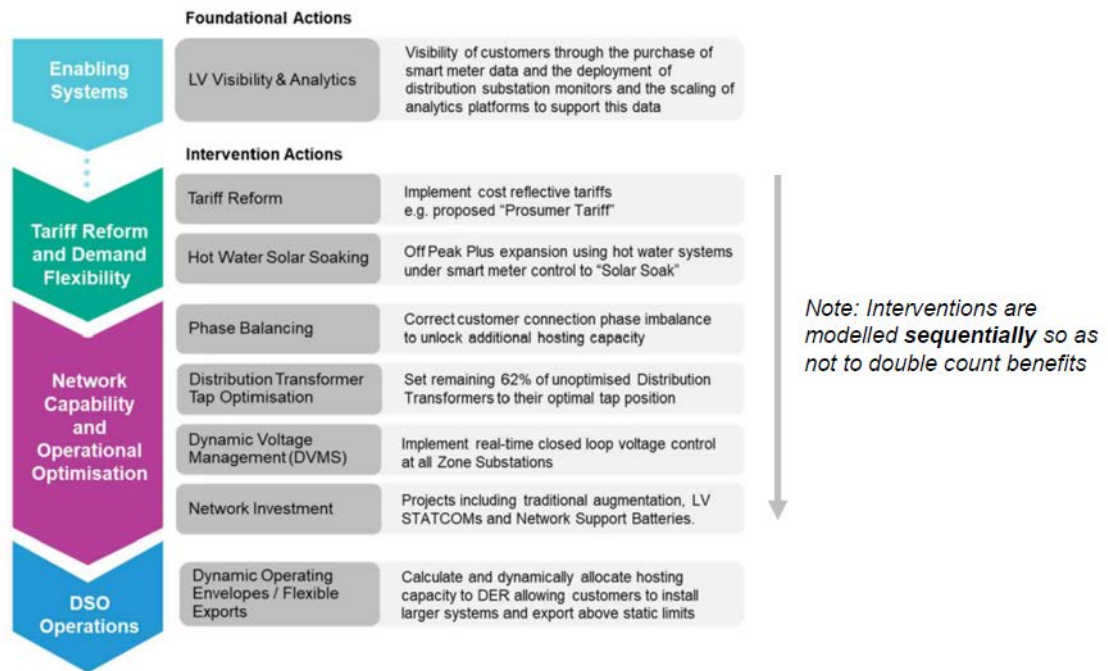 Foundational Actions
Enabling
Systems
LV Visibility & Analytics
Visibility of customers through the purchase of
smart meter data and the deployment of
distribution substation monitors and the scaling of
analytics platforms to support this data
Intervention Actions
Tariff Reform
and Demand
Flexibility
Tariff Reform
Implement cost reflective tariffs
e.g. proposed “Prosumer Tariff”
Hot Water Solar Soaking
Off Peak Plus expansion using hot water systems
under smart meter control to “Solar Soak”
Network
Capability
and
Operational
Optimisation
Phase Balancing
Correct customer connection phase imbalance
to unlock additional hosting capacity
Distribution Transformer
Tap Optimisation
Set remaining 62% of unoptimised Distribution
Transformers to their optimal tap position
Dynamic Voltage
Management (DVMS)
Implement real-time closed loop voltage control
at all Zone Substations
Network Investment
Projects including traditional augmentation, LV
STATCOMs and Network Support Batteries.
DSO
Operations
Dynamic Operating
Envelopes / Flexible
Exports
Calculate and dynamically allocate hosting
capacity to DER allowing customers to install
larger systems and export above static limits
Note: Interventions are
modelled sequentially so as
not to double count benefits